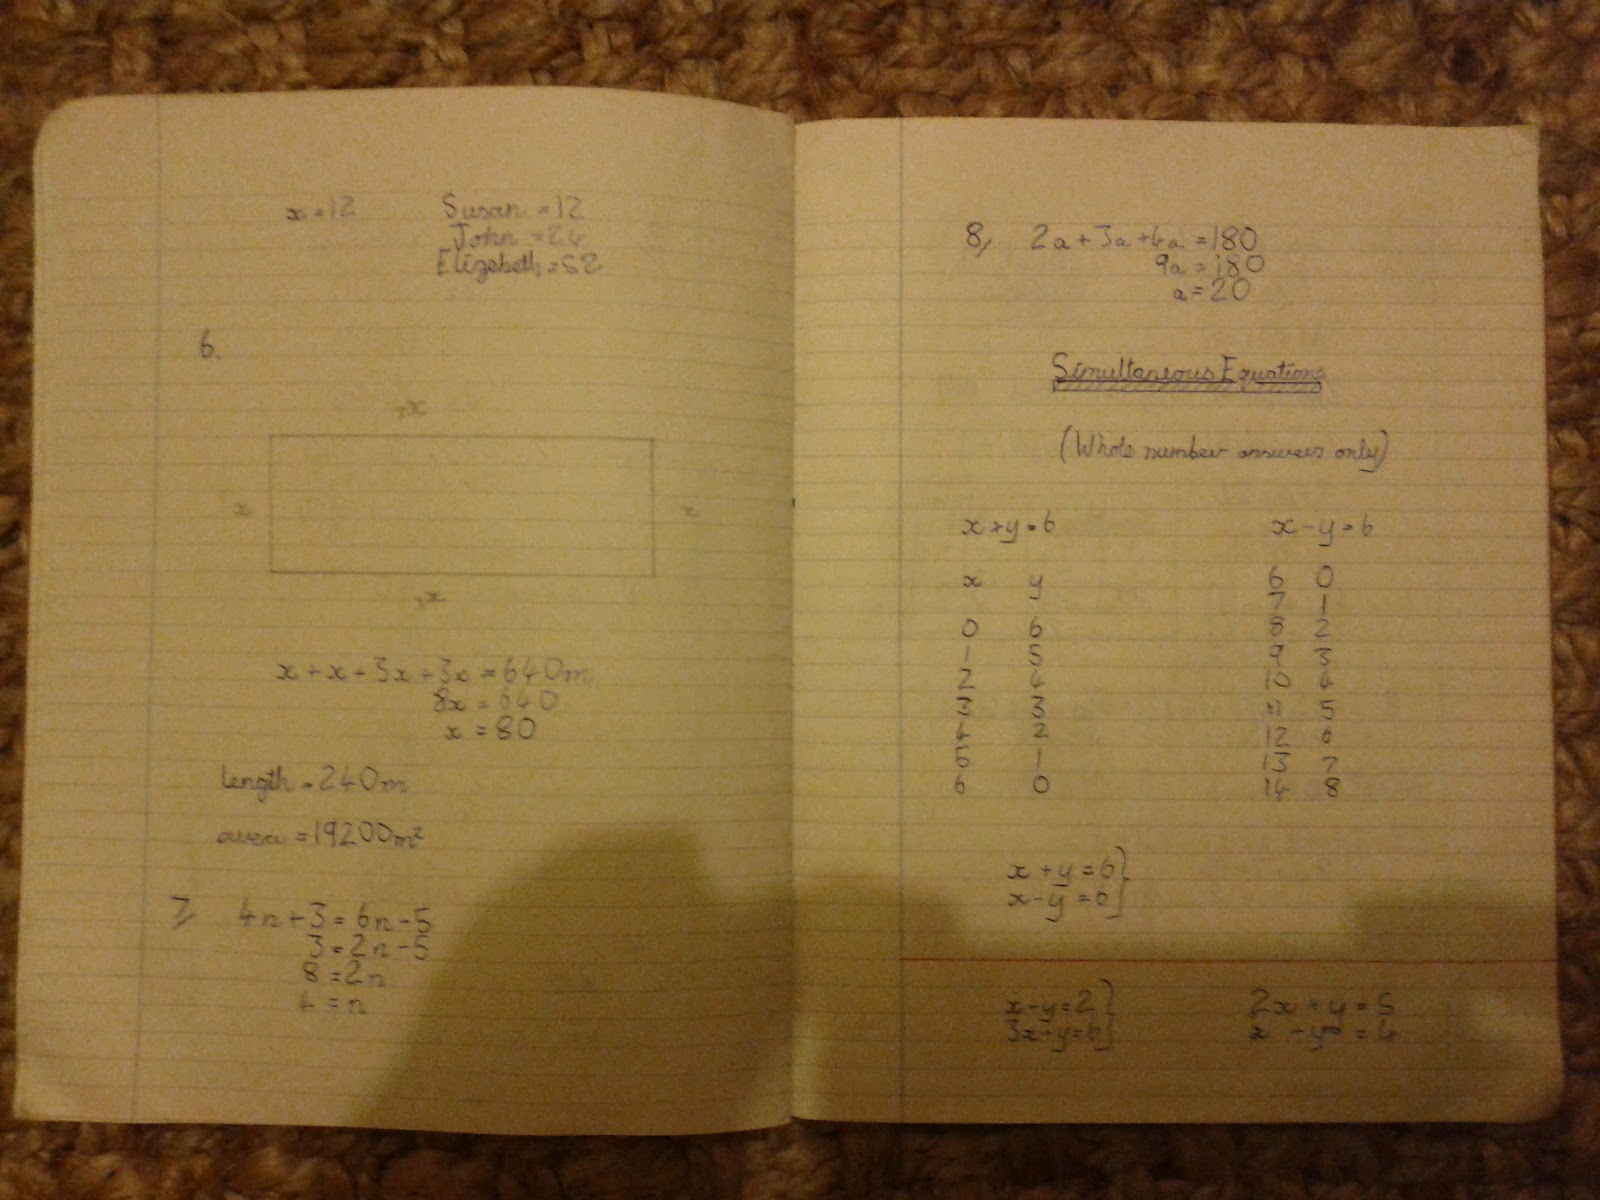 x = 12 Susan = 12
John = 24
Elizebeth = 52
6.
3x
x x
3x
x + x + 3x + 3x = 640m
8x = 640
x = 80
length = 240m
area = 19200m²
7, 4n + 3 = 6n - 5
3 = 2n - 5
8 = 2n
4 = n
8, 2a + 3a + 4a = 180
9a = 180
a = 20
Simultaneous Equations
(Whole number answers only)
x + y = 6 x - y = 6
x y 6 0
7 1
0 6 8 2
1 5 9 3
2 4 10 4
3 3 11 5
4 2 12 6
5 1 13 7
6 0 14 8
x + y = 6 }
x - y = 6 }
x - y = 2 } 2x + y = 5
3x - y = 6 } x - y = 4